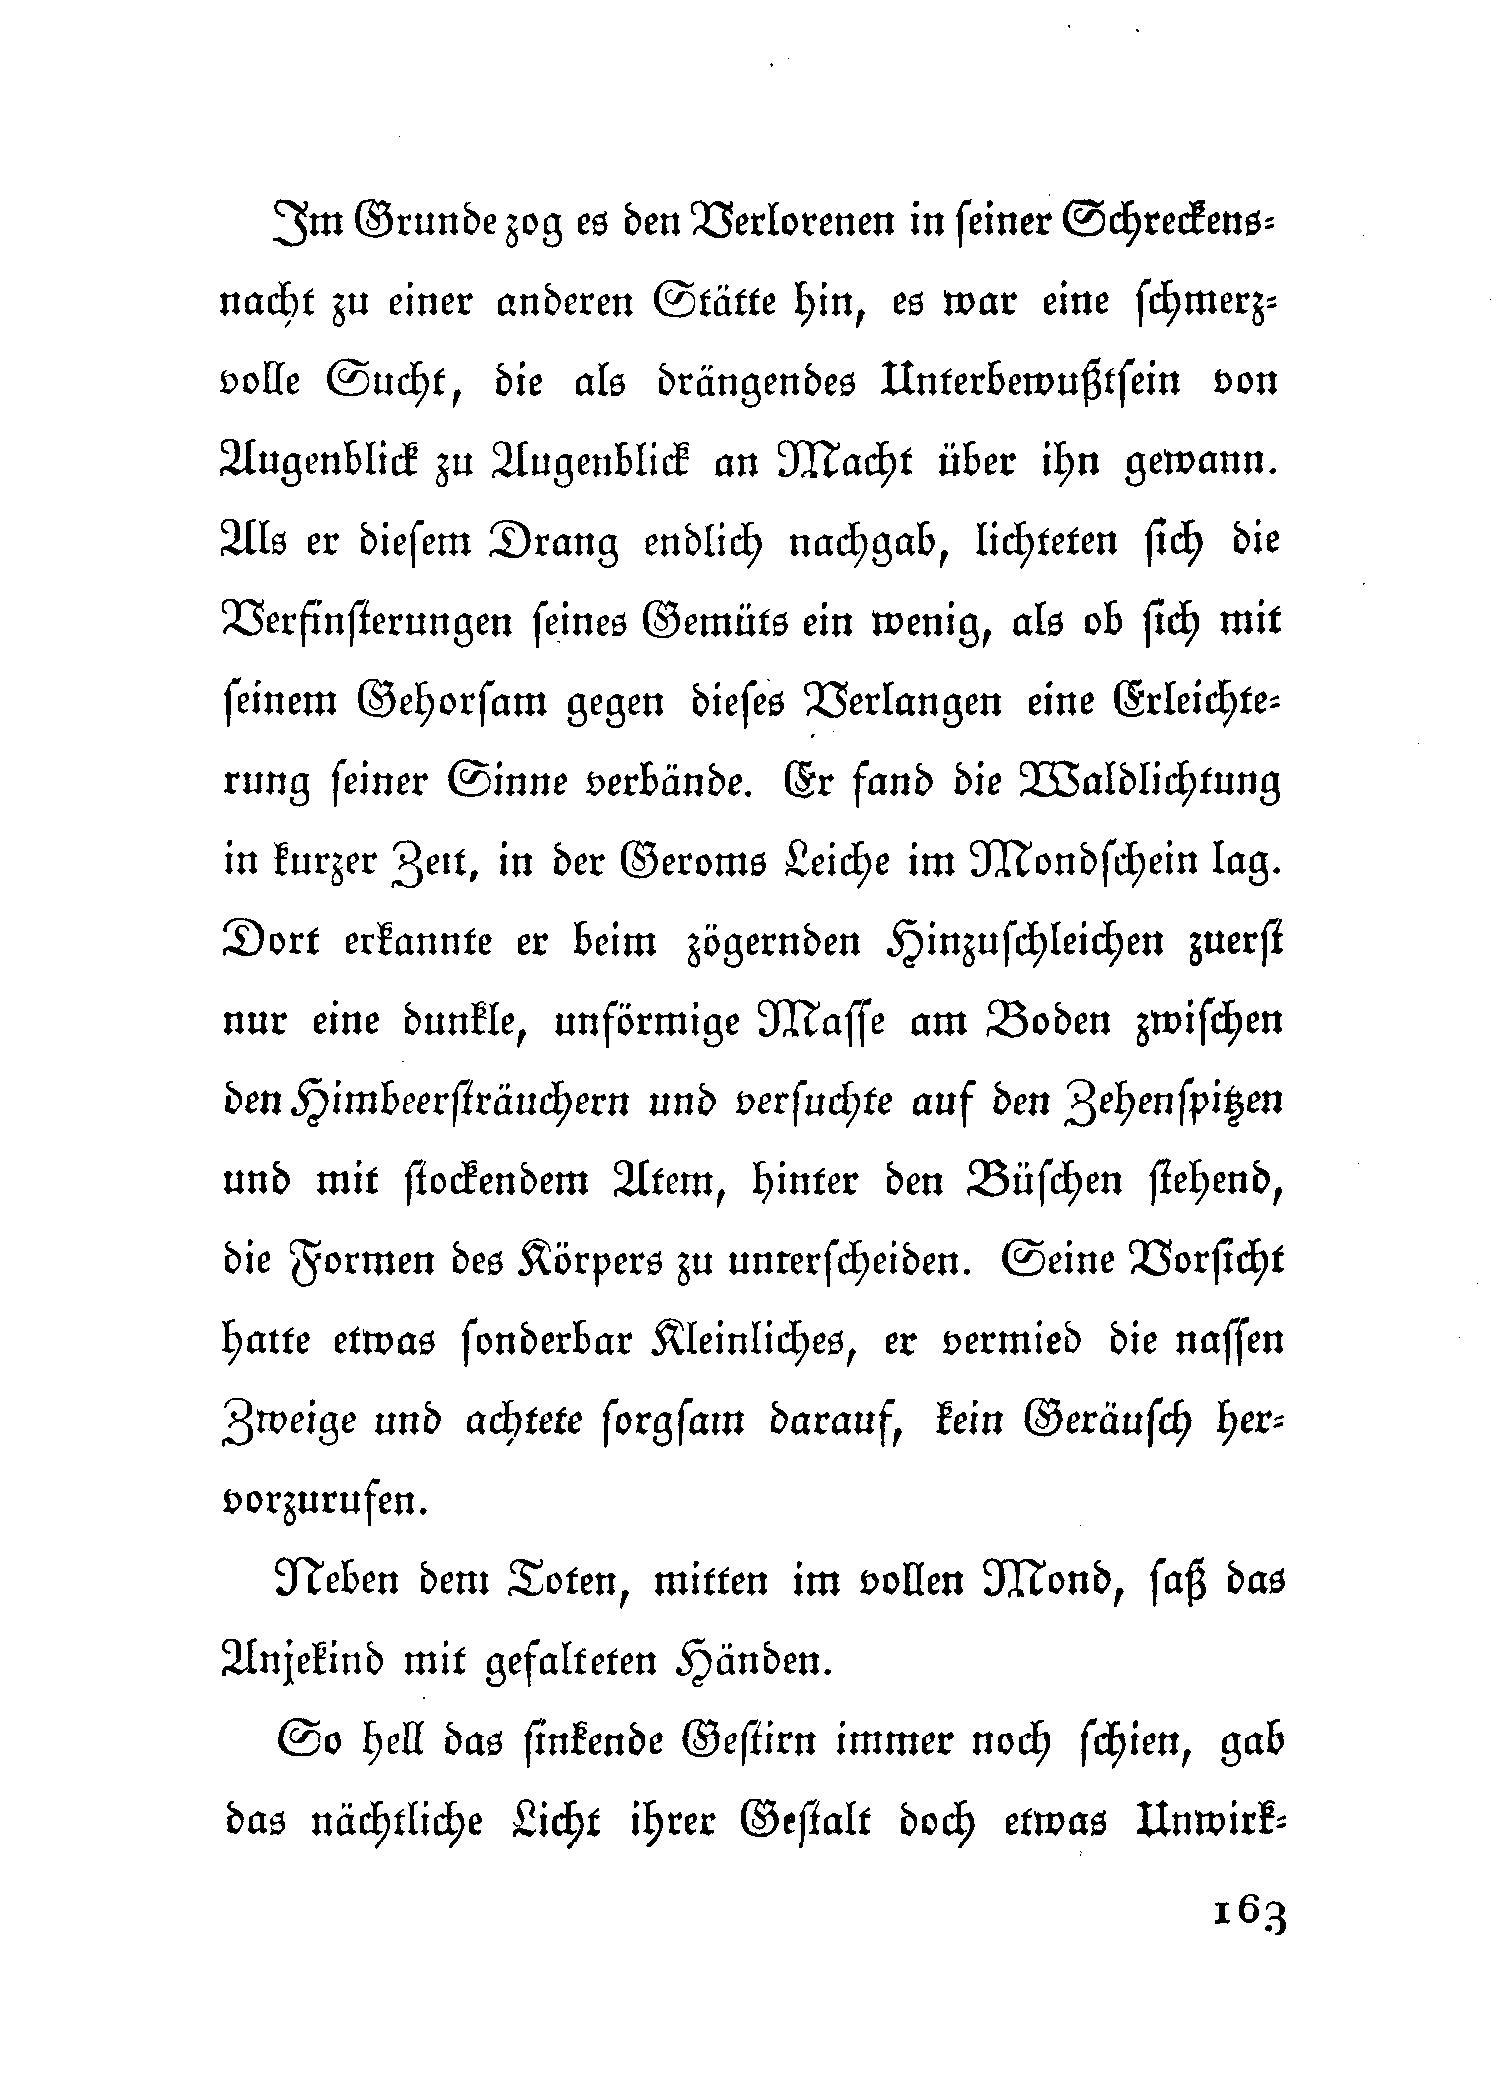 Im Grunde zog es den Verlorenen in ſeiner Schreckens-
nacht zu einer anderen Stätte hin, es war eine ſchmerz-
volle Sucht, die als drängendes Unterbewußtſein von
Augenblick zu Augenblick an Macht über ihn gewann.
Als er dieſem Drang endlich nachgab, lichteten ſich die
Verfinſterungen ſeines Gemüts ein wenig, als ob ſich mit
ſeinem Gehorſam gegen dieſes Verlangen eine Erleichte-
rung ſeiner Sinne verbände. Er fand die Waldlichtung
in kurzer Zeit, in der Geroms Leiche im Mondſchein lag.
Dort erkannte er beim zögernden Hinzuſchleichen zuerſt
nur eine dunkle, unförmige Maſſe am Boden zwiſchen
den Himbeerſträuchern und verſuchte auf den Zehenſpitzen
und mit ſtockendem Atem, hinter den Büſchen ſtehend,
die Formen des Körpers zu unterſcheiden. Seine Vorſicht
hatte etwas ſonderbar Kleinliches, er vermied die naſſen
Zweige und achtete ſorgſam darauf, kein Geräuſch her-
vorzurufen.
Neben dem Toten, mitten im vollen Mond, ſaß das
Anjekind mit gefalteten Händen.
So hell das ſinkende Geſtirn immer noch ſchien, gab
das nächtliche Licht ihrer Geſtalt doch etwas Unwirk-
163